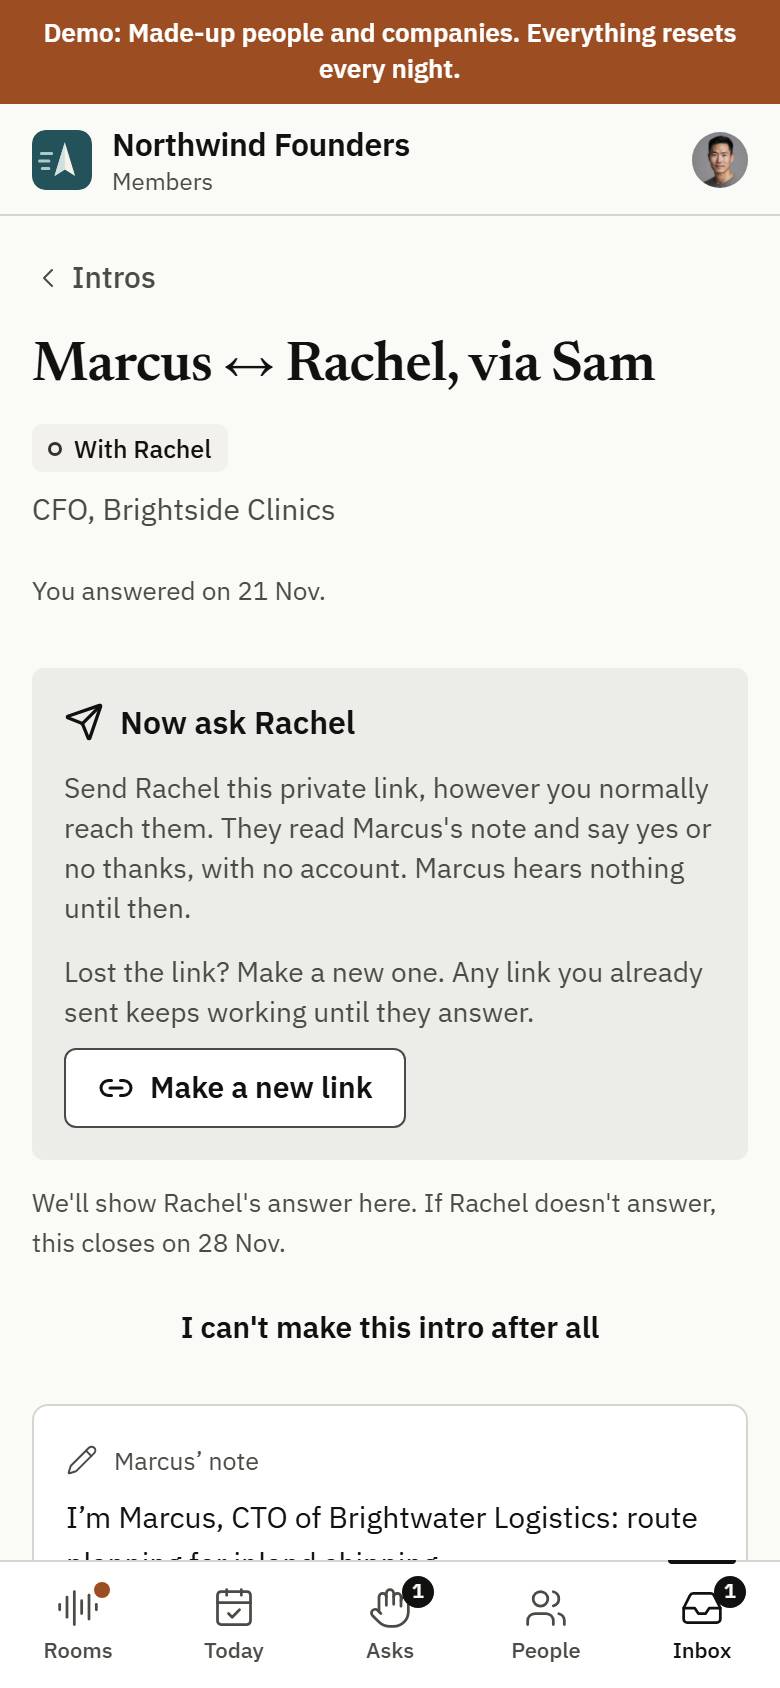 Demo: Made-up people and companies. Everything resets
every night.
Northwind Founders
Members
Intros
Marcus ↔ Rachel, via Sam
With Rachel
CFO, Brightside Clinics
You answered on 21 Nov.
Now ask Rachel
Send Rachel this private link, however you normally
reach them. They read Marcus's note and say yes or
no thanks, with no account. Marcus hears nothing
until then.
Lost the link? Make a new one. Any link you already
sent keeps working until they answer.
Make a new link
We'll show Rachel's answer here. If Rachel doesn't answer,
this closes on 28 Nov.
I can't make this intro after all
Marcus’ note
I’m Marcus, CTO of Brightwater Logistics: route
planning for inland shipping.
1
1
Rooms
Today
Asks
People
Inbox